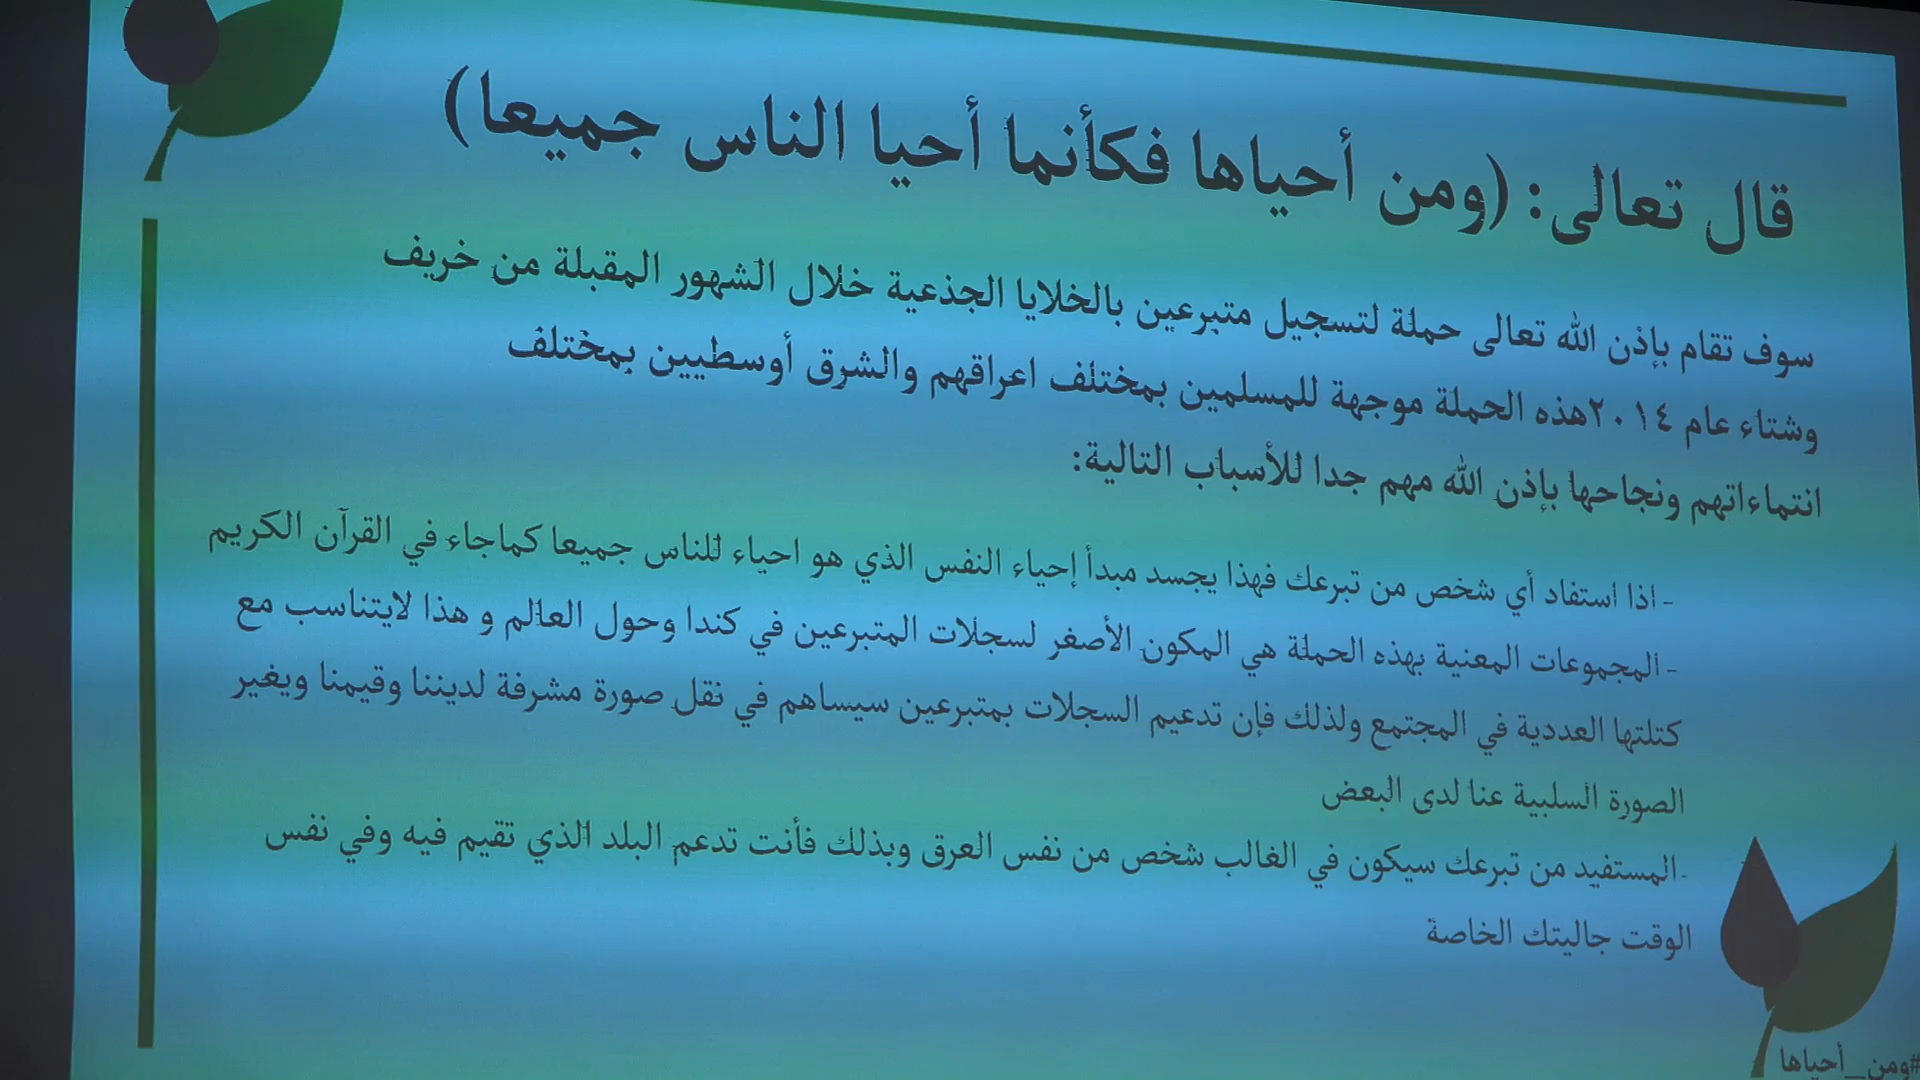 قال تعالى: (ومن أحياها فكأنما أحيا الناس جميعا)
سوف تقام بإذن الله تعالى حملة لتسجيل متبرعين بالخلايا الجذعية خلال الشهور المقبلة من خريف
وشتاء عام ٢٠١٤هذه الحملة موجهة للمسلمين بمختلف اعراقهم والشرق أوسطيين بمختلف
انتماءاتهم ونجاحها بإذن الله مهم جدا للأسباب التالية:
- اذا استفاد أي شخص من تبرعك فهذا يجسد مبدأ إحياء النفس الذي هو احياء للناس جميعا كماجاء في القرآن الكريم
- المجموعات المعنية بهذه الحملة هي المكون الأصغر لسجلات المتبرعين في كندا وحول العالم و هذا لايتناسب مع
كتلتها العددية في المجتمع ولذلك فإن تدعيم السجلات بمتبرعين سيساهم في نقل صورة مشرفة لديننا وقيمنا ويغير
الصورة السلبية عنا لدى البعض
-المستفيد من تبرعك سيكون في الغالب شخص من نفس العرق وبذلك فأنت تدعم البلد الذي تقيم فيه وفي نفس
الوقت جاليتك الخاصة
#ومن_أحياها